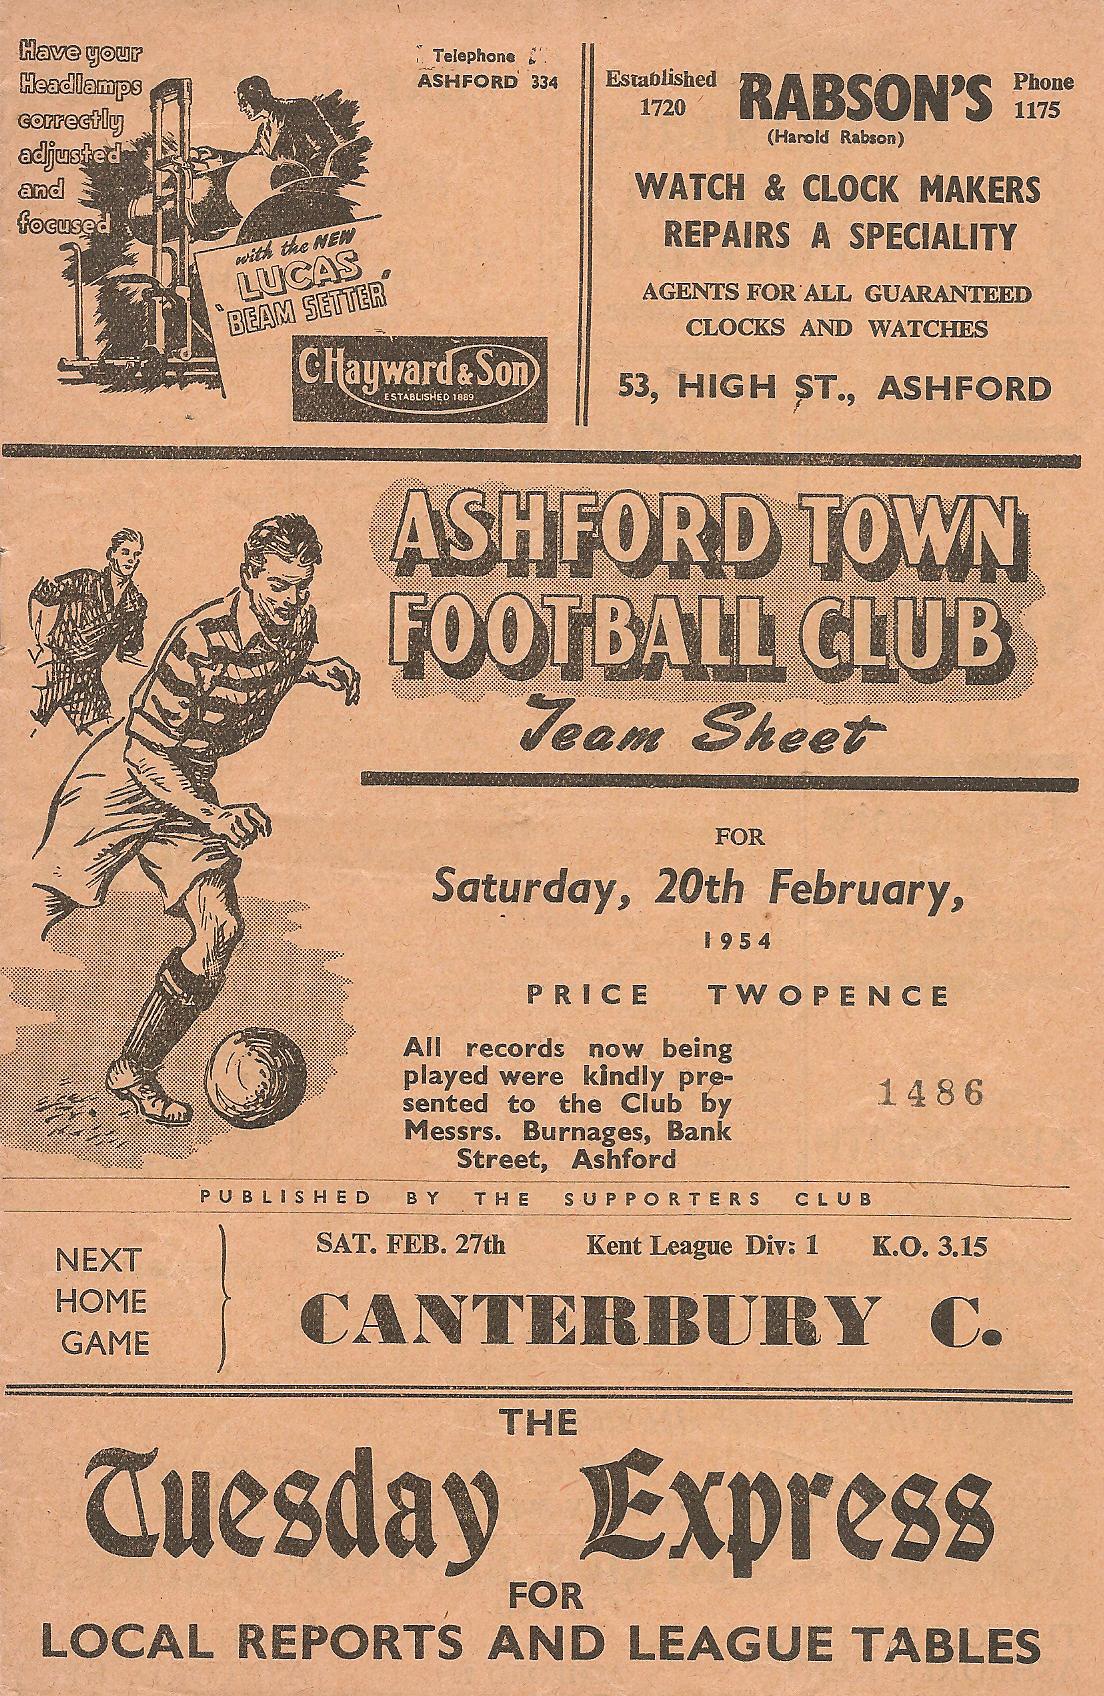 Have your
Headlamps
correctly
adjusted
and
focused
with the NEW
LUCAS
'BEAM SETTER'
Telephone
ASHFORD 334
C. Hayward & Son
ESTABLISHED 1889
Established
1720
RABSON'S
(Harold Rabson)
Phone
1175
WATCH & CLOCK MAKERS
REPAIRS A SPECIALITY
AGENTS FOR ALL GUARANTEED
CLOCKS AND WATCHES
53, HIGH ST., ASHFORD
ASHFORD TOWN
FOOTBALL CLUB
Team Sheet
FOR
Saturday, 20th February,
1954
PRICE TWOPENCE
All records now being
played were kindly pre-
sented to the Club by
Messrs. Burnages, Bank
Street, Ashford
1486
PUBLISHED BY THE SUPPORTERS CLUB
NEXT
HOME
GAME
SAT. FEB. 27th Kent League Div: 1 K.O. 3.15
CANTERBURY C.
THE
Tuesday Express
FOR
LOCAL REPORTS AND LEAGUE TABLES